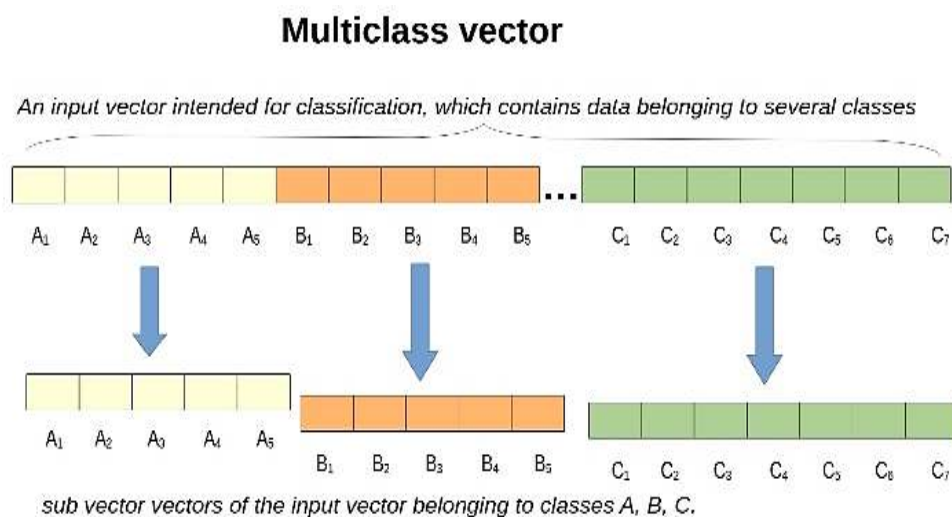 Multiclass vector
An input vector intended for classification, which contains data belonging to several classes
...
A₁ A₂ A₃ A₄ A₅ B₁ B₂ B₃ B₄ B₅ C₁ C₂ C₃ C₄ C₅ C₆ C₇
A₁ A₂ A₃ A₄ A₅
B₁ B₂ B₃ B₄ B₅
C₁ C₂ C₃ C₄ C₅ C₆ C₇
sub vector vectors of the input vector belonging to classes A, B, C.